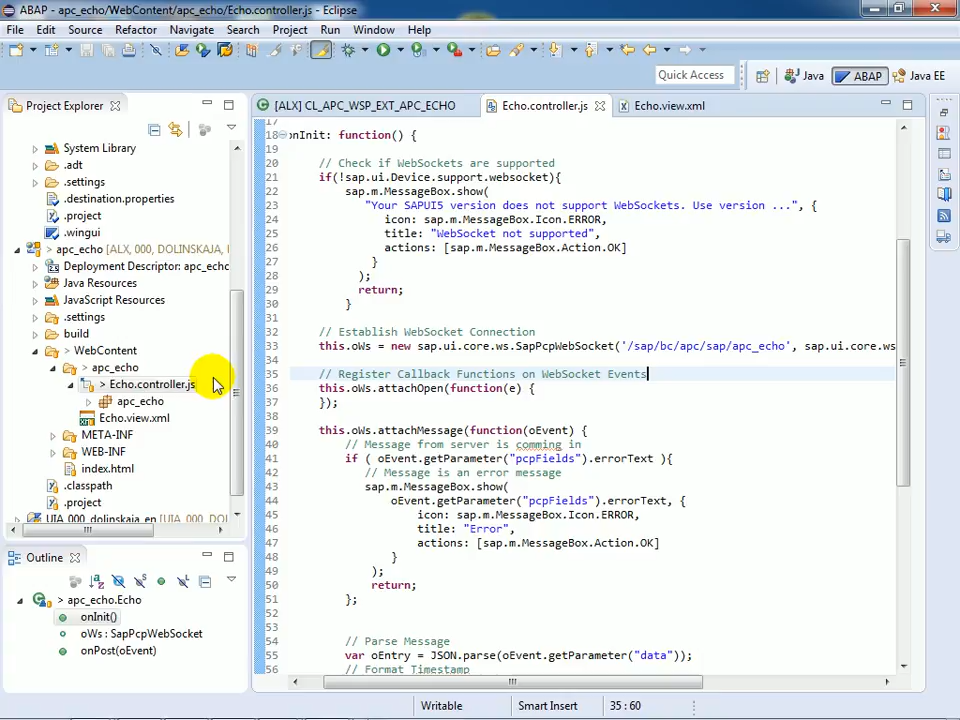 ABAP - apc_echo/WebContent/apc_echo/Echo.controller.js - Eclipse
File Edit Source Refactor Navigate Search Project Run Window Help
Quick Access
Java ABAP Java EE
Project Explorer
System Library
.adt
.settings
.destination.properties
.project
.wingui
> apc_echo [ALX, 000, DOLINSKAJA,
Deployment Descriptor: apc_echo
Java Resources
JavaScript Resources
.settings
build
> WebContent
> apc_echo
> Echo.controller.js
apc_echo
Echo.view.xml
META-INF
WEB-INF
index.html
.classpath
.project
UIA_000_dolinskaja_en [UIA_000_D
Outline
> apc_echo.Echo
onInit()
oWs : SapPcpWebSocket
onPost(oEvent)
[ALX] CL_APC_WSP_EXT_APC_ECHO
Echo.controller.js
Echo.view.xml
17
18 onInit: function() {
19
20 // Check if WebSockets are supported
21 if(!sap.ui.Device.support.websocket){
22 sap.m.MessageBox.show(
23 "Your SAPUI5 version does not support WebSockets. Use version ...", {
24 icon: sap.m.MessageBox.Icon.ERROR,
25 title: "WebSocket not supported",
26 actions: [sap.m.MessageBox.Action.OK]
27 }
28 );
29 return;
30 }
31
32 // Establish WebSocket Connection
33 this.oWs = new sap.ui.core.ws.SapPcpWebSocket('/sap/bc/apc/sap/apc_echo', sap.ui.core.ws
34
35 // Register Callback Functions on WebSocket Events
36 this.oWs.attachOpen(function(e) {
37 });
38
39 this.oWs.attachMessage(function(oEvent) {
40 // Message from server is comming in
41 if ( oEvent.getParameter("pcpFields").errorText ){
42 // Message is an error message
43 sap.m.MessageBox.show(
44 oEvent.getParameter("pcpFields").errorText, {
45 icon: sap.m.MessageBox.Icon.ERROR,
46 title: "Error",
47 actions: [sap.m.MessageBox.Action.OK]
48 }
49 );
50 return;
51 };
52
53
54 // Parse Message
55 var oEntry = JSON.parse(oEvent.getParameter("data"));
56 // Format Timestamp
Writable Smart Insert 35 : 60